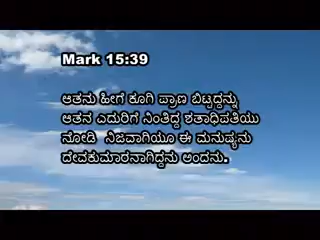 Mark 15:39
ಆತನು ಹೀಗೆ ಕೂಗಿ ಪ್ರಾಣ ಬಿಟ್ಟದ್ದನ್ನು
ಆತನ ಎದುರಿಗೆ ನಿಂತಿದ್ದ ಶತಾಧಿಪತಿಯು
ನೋಡಿ ನಿಜವಾಗಿಯೂ ಈ ಮನುಷ್ಯನು
ದೇವಕುಮಾರನಾಗಿದ್ದನು ಅಂದನು.